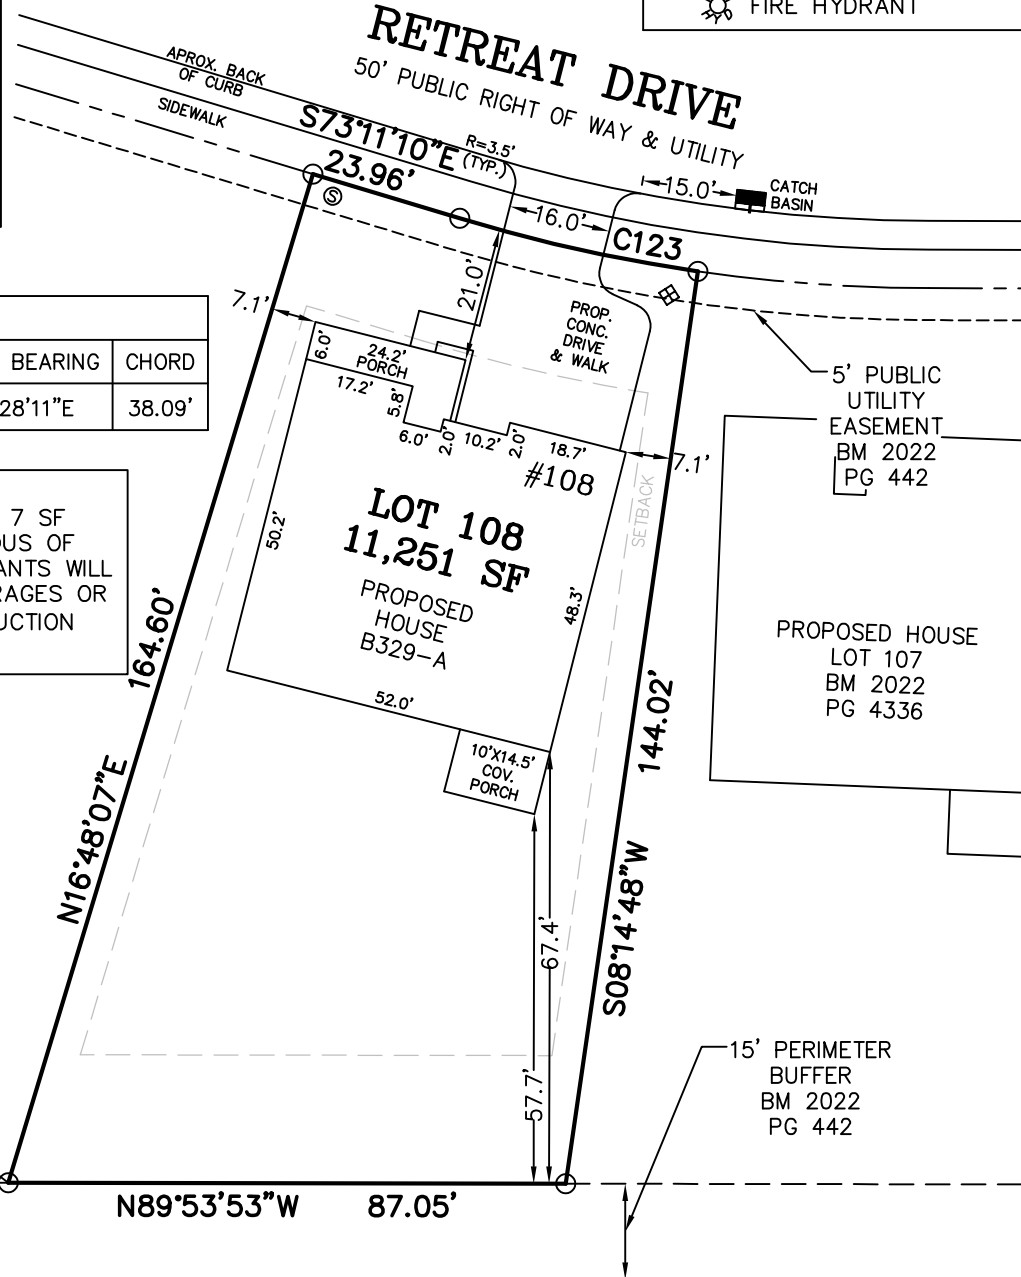 FIRE HYDRANT
RETREAT DRIVE
50' PUBLIC RIGHT OF WAY & UTILITY
APROX. BACK
OF CURB
SIDEWALK
S73°11'10"E
23.96'
R=3.5'
(TYP.)
15.0'
CATCH
BASIN
16.0'
C123
S
21.0'
7.1'
PROP.
CONC.
DRIVE
& WALK
BEARING
CHORD
28'11"E
38.09'
6.0'
24.2'
PORCH
17.2'
5.8'
6.0'
2.0'
10.2'
2.0'
18.7'
#108
7.1'
SETBACK
5' PUBLIC
UTILITY
EASEMENT
BM 2022
PG 442
7 SF
US OF
ANTS WILL
RAGES OR
UCTION
LOT 108
11,251 SF
PROPOSED
HOUSE
B329-A
50.2'
48.3'
52.0'
10'X14.5'
COV.
PORCH
PROPOSED HOUSE
LOT 107
BM 2022
PG 4336
164.60'
N16°48'07"E
144.02'
S08°14'48"W
67.4'
57.7'
15' PERIMETER
BUFFER
BM 2022
PG 442
N89°53'53"W
87.05'